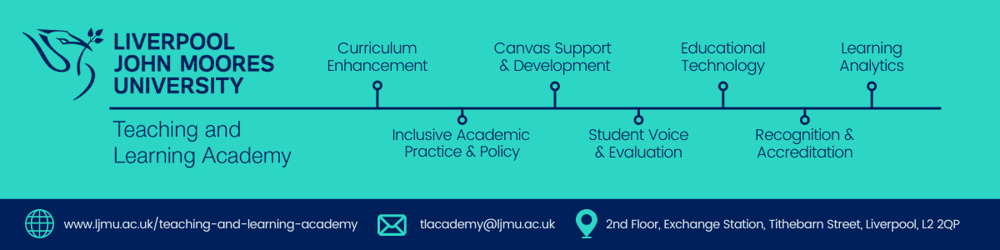 LIVERPOOL
JOHN MOORES
UNIVERSITY
Teaching and
Learning Academy
Curriculum
Enhancement
Inclusive Academic
Practice & Policy
Canvas Support
& Development
Student Voice
& Evaluation
Educational
Technology
Recognition &
Accreditation
Learning
Analytics
www.ljmu.ac.uk/teaching-and-learning-academy
tlacademy@ljmu.ac.uk
2nd Floor, Exchange Station, Tithebarn Street, Liverpool, L2 2QP